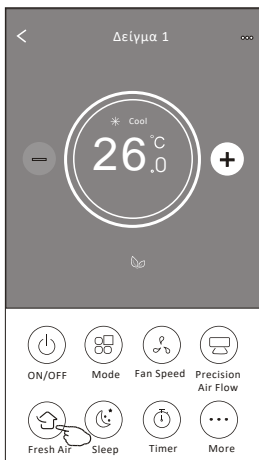 Δείγμα 1
Cool
26.0 °C
ON/OFF Mode Fan Speed Precision Air Flow
Fresh Air Sleep Timer More